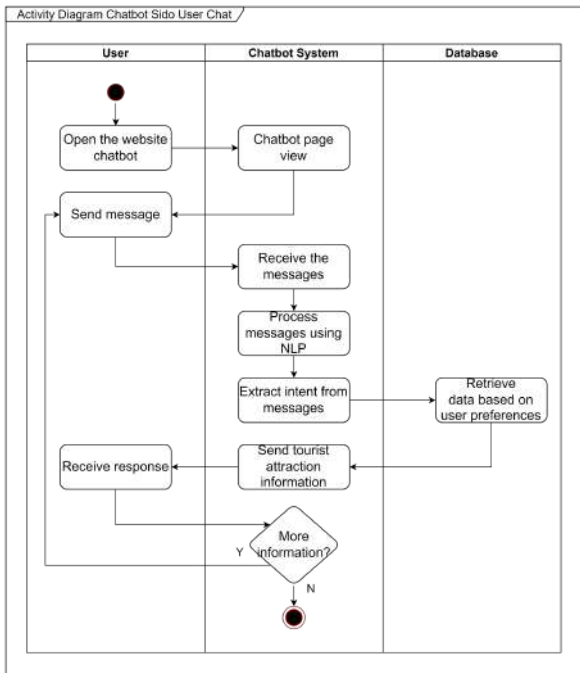 Activity Diagram Chatbot Sido User Chat
User
Chatbot System
Database
Open the website
chatbot
Chatbot page
view
Send message
Receive the
messages
Process
messages using
NLP
Extract intent from
messages
Retrieve
data based on
user preferences
Send tourist
attraction
information
Receive response
More
information?
Y
N